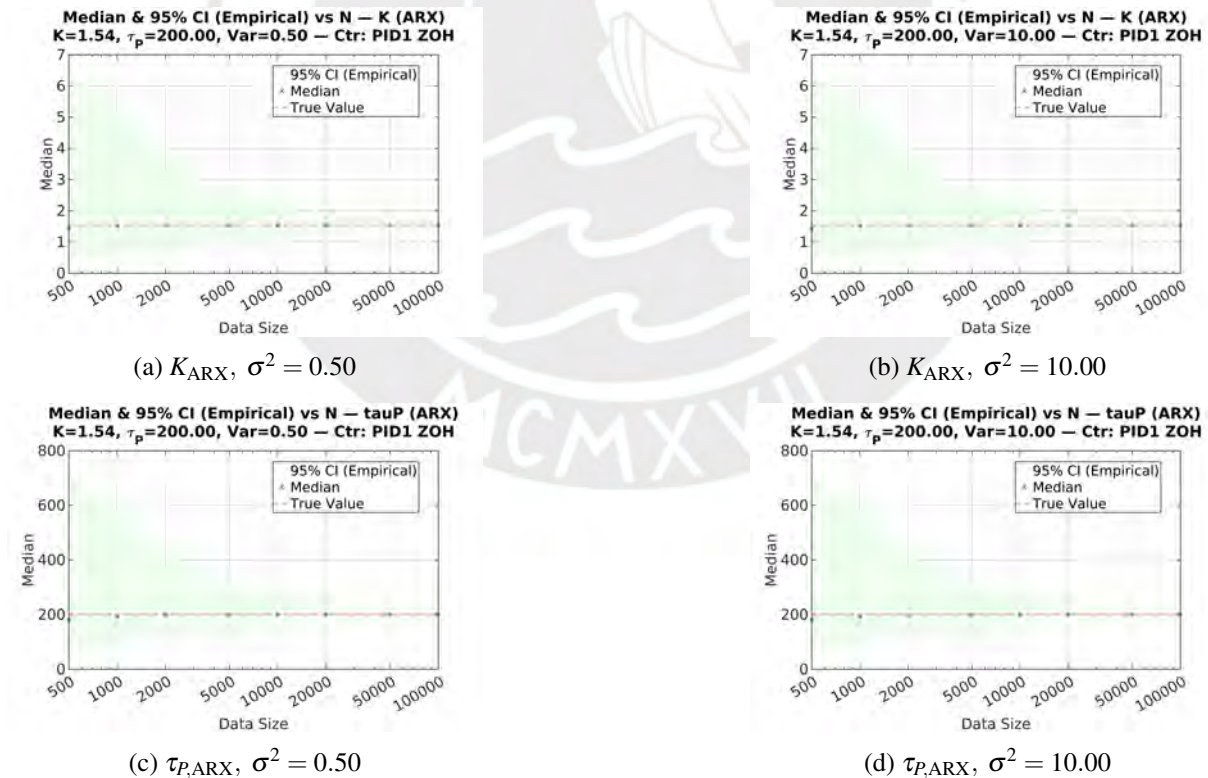 Median & 95% CI (Empirical) vs N — K (ARX)
K=1.54, τP=200.00, Var=0.50 — Ctr: PID1 ZOH
7
6
5
4
3
2
1
0
Median
95% CI (Empirical)
Median
True Value
500
1000
2000
5000
10000
20000
50000
100000
Data Size
(a) K_ARX, σ² = 0.50
Median & 95% CI (Empirical) vs N — K (ARX)
K=1.54, τP=200.00, Var=10.00 — Ctr: PID1 ZOH
7
6
5
4
3
2
1
0
Median
95% CI (Empirical)
Median
True Value
500
1000
2000
5000
10000
20000
50000
100000
Data Size
(b) K_ARX, σ² = 10.00
Median & 95% CI (Empirical) vs N — tauP (ARX)
K=1.54, τP=200.00, Var=0.50 — Ctr: PID1 ZOH
800
600
400
200
0
Median
95% CI (Empirical)
Median
True Value
500
1000
2000
5000
10000
20000
50000
100000
Data Size
(c) τ_P,ARX, σ² = 0.50
Median & 95% CI (Empirical) vs N — tauP (ARX)
K=1.54, τP=200.00, Var=10.00 — Ctr: PID1 ZOH
800
600
400
200
0
Median
95% CI (Empirical)
Median
True Value
500
1000
2000
5000
10000
20000
50000
100000
Data Size
(d) τ_P,ARX, σ² = 10.00
MCMXVII